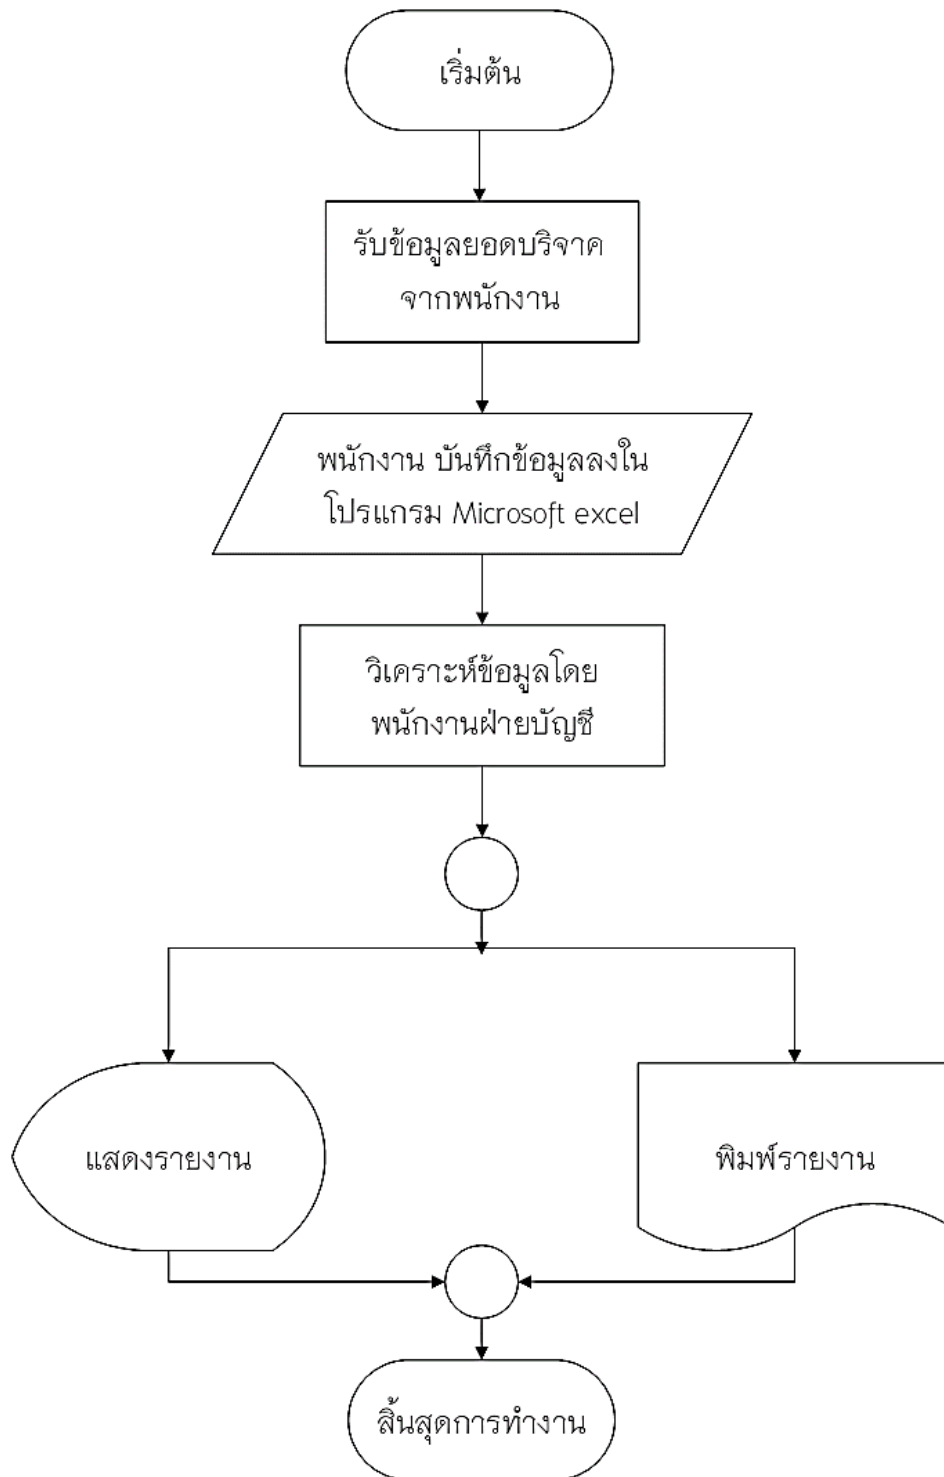 เริ่มต้น
รับข้อมูลยอดบริจาค
จากพนักงาน
พนักงาน บันทึกข้อมูลลงใน
โปรแกรม Microsoft excel
วิเคราะห์ข้อมูลโดย
พนักงานฝ่ายบัญชี
แสดงรายงาน
พิมพ์รายงาน
สิ้นสุดการทำงาน